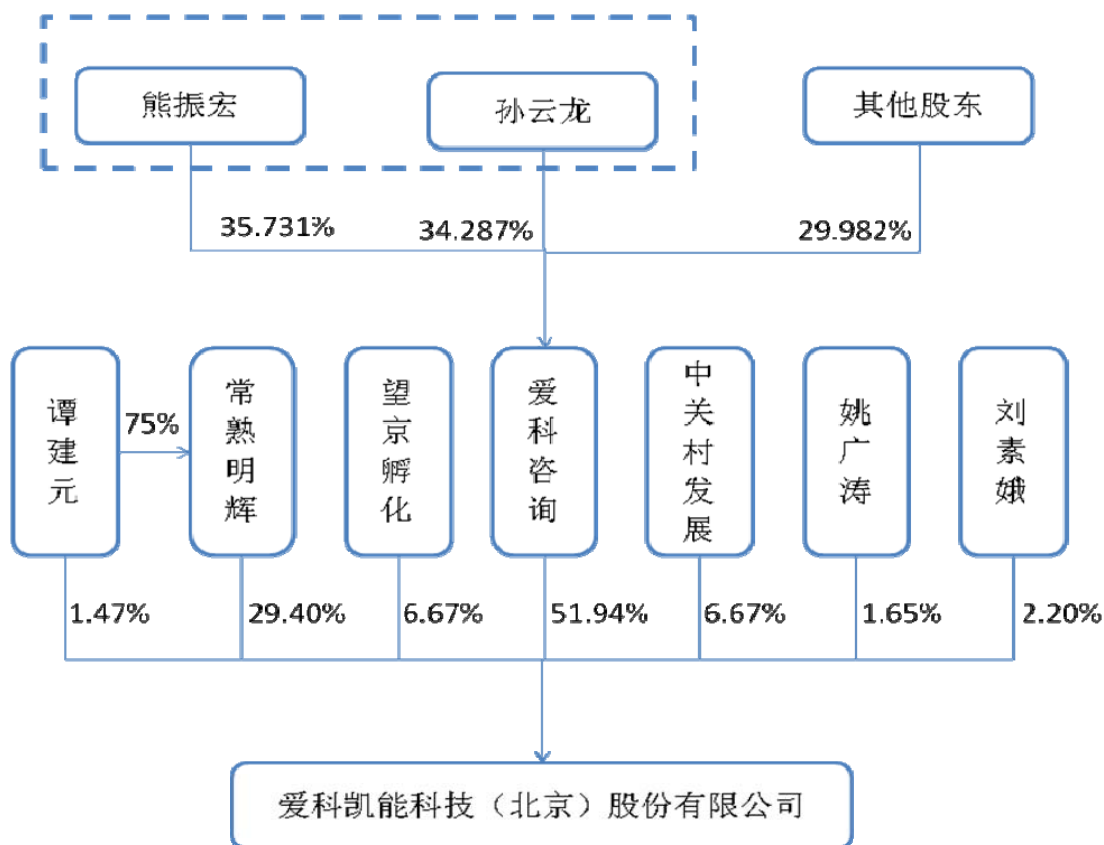 熊振宏
孙云龙
其他股东
35.731%
34.287%
29.982%
谭建元
75%
常熟明辉
望京孵化
爱科咨询
中关村发展
姚广涛
刘素娥
1.47%
29.40%
6.67%
51.94%
6.67%
1.65%
2.20%
爱科凯能科技（北京）股份有限公司